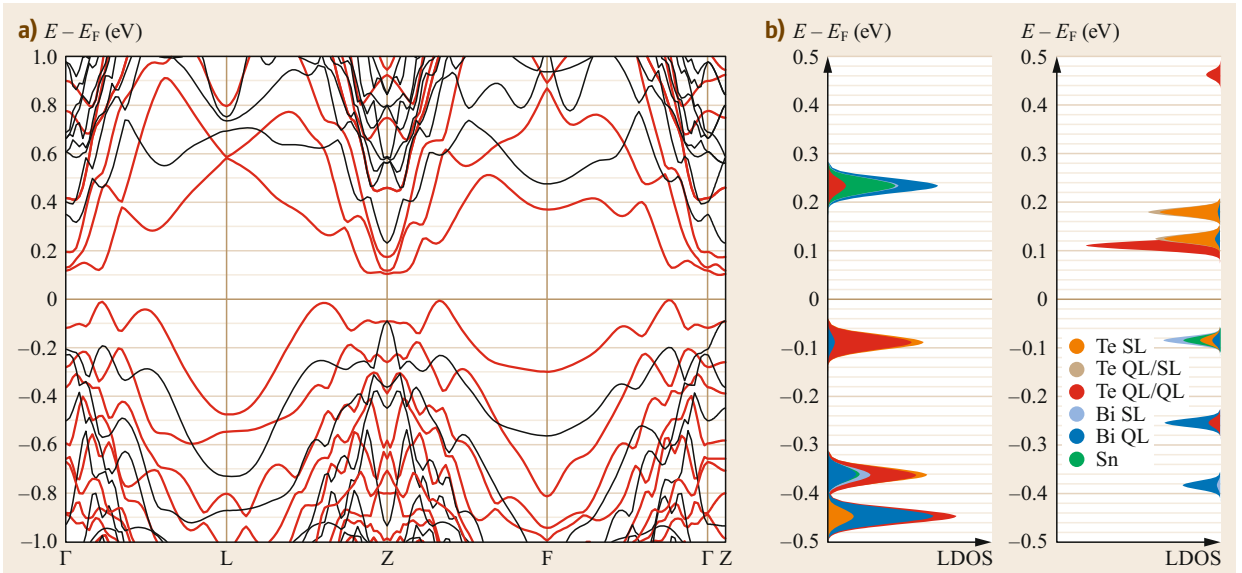 a) E – E_F (eV)
1.0
0.8
0.6
0.4
0.2
0
–0.2
–0.4
–0.6
–0.8
–1.0
Γ L Z F Γ Z
b) E – E_F (eV)
0.5
0.4
0.3
0.2
0.1
0
–0.1
–0.2
–0.3
–0.4
–0.5
LDOS
E – E_F (eV)
0.5
0.4
0.3
0.2
0.1
0
–0.1
–0.2
–0.3
–0.4
–0.5
Te SL
Te QL/SL
Te QL/QL
Bi SL
Bi QL
Sn
LDOS